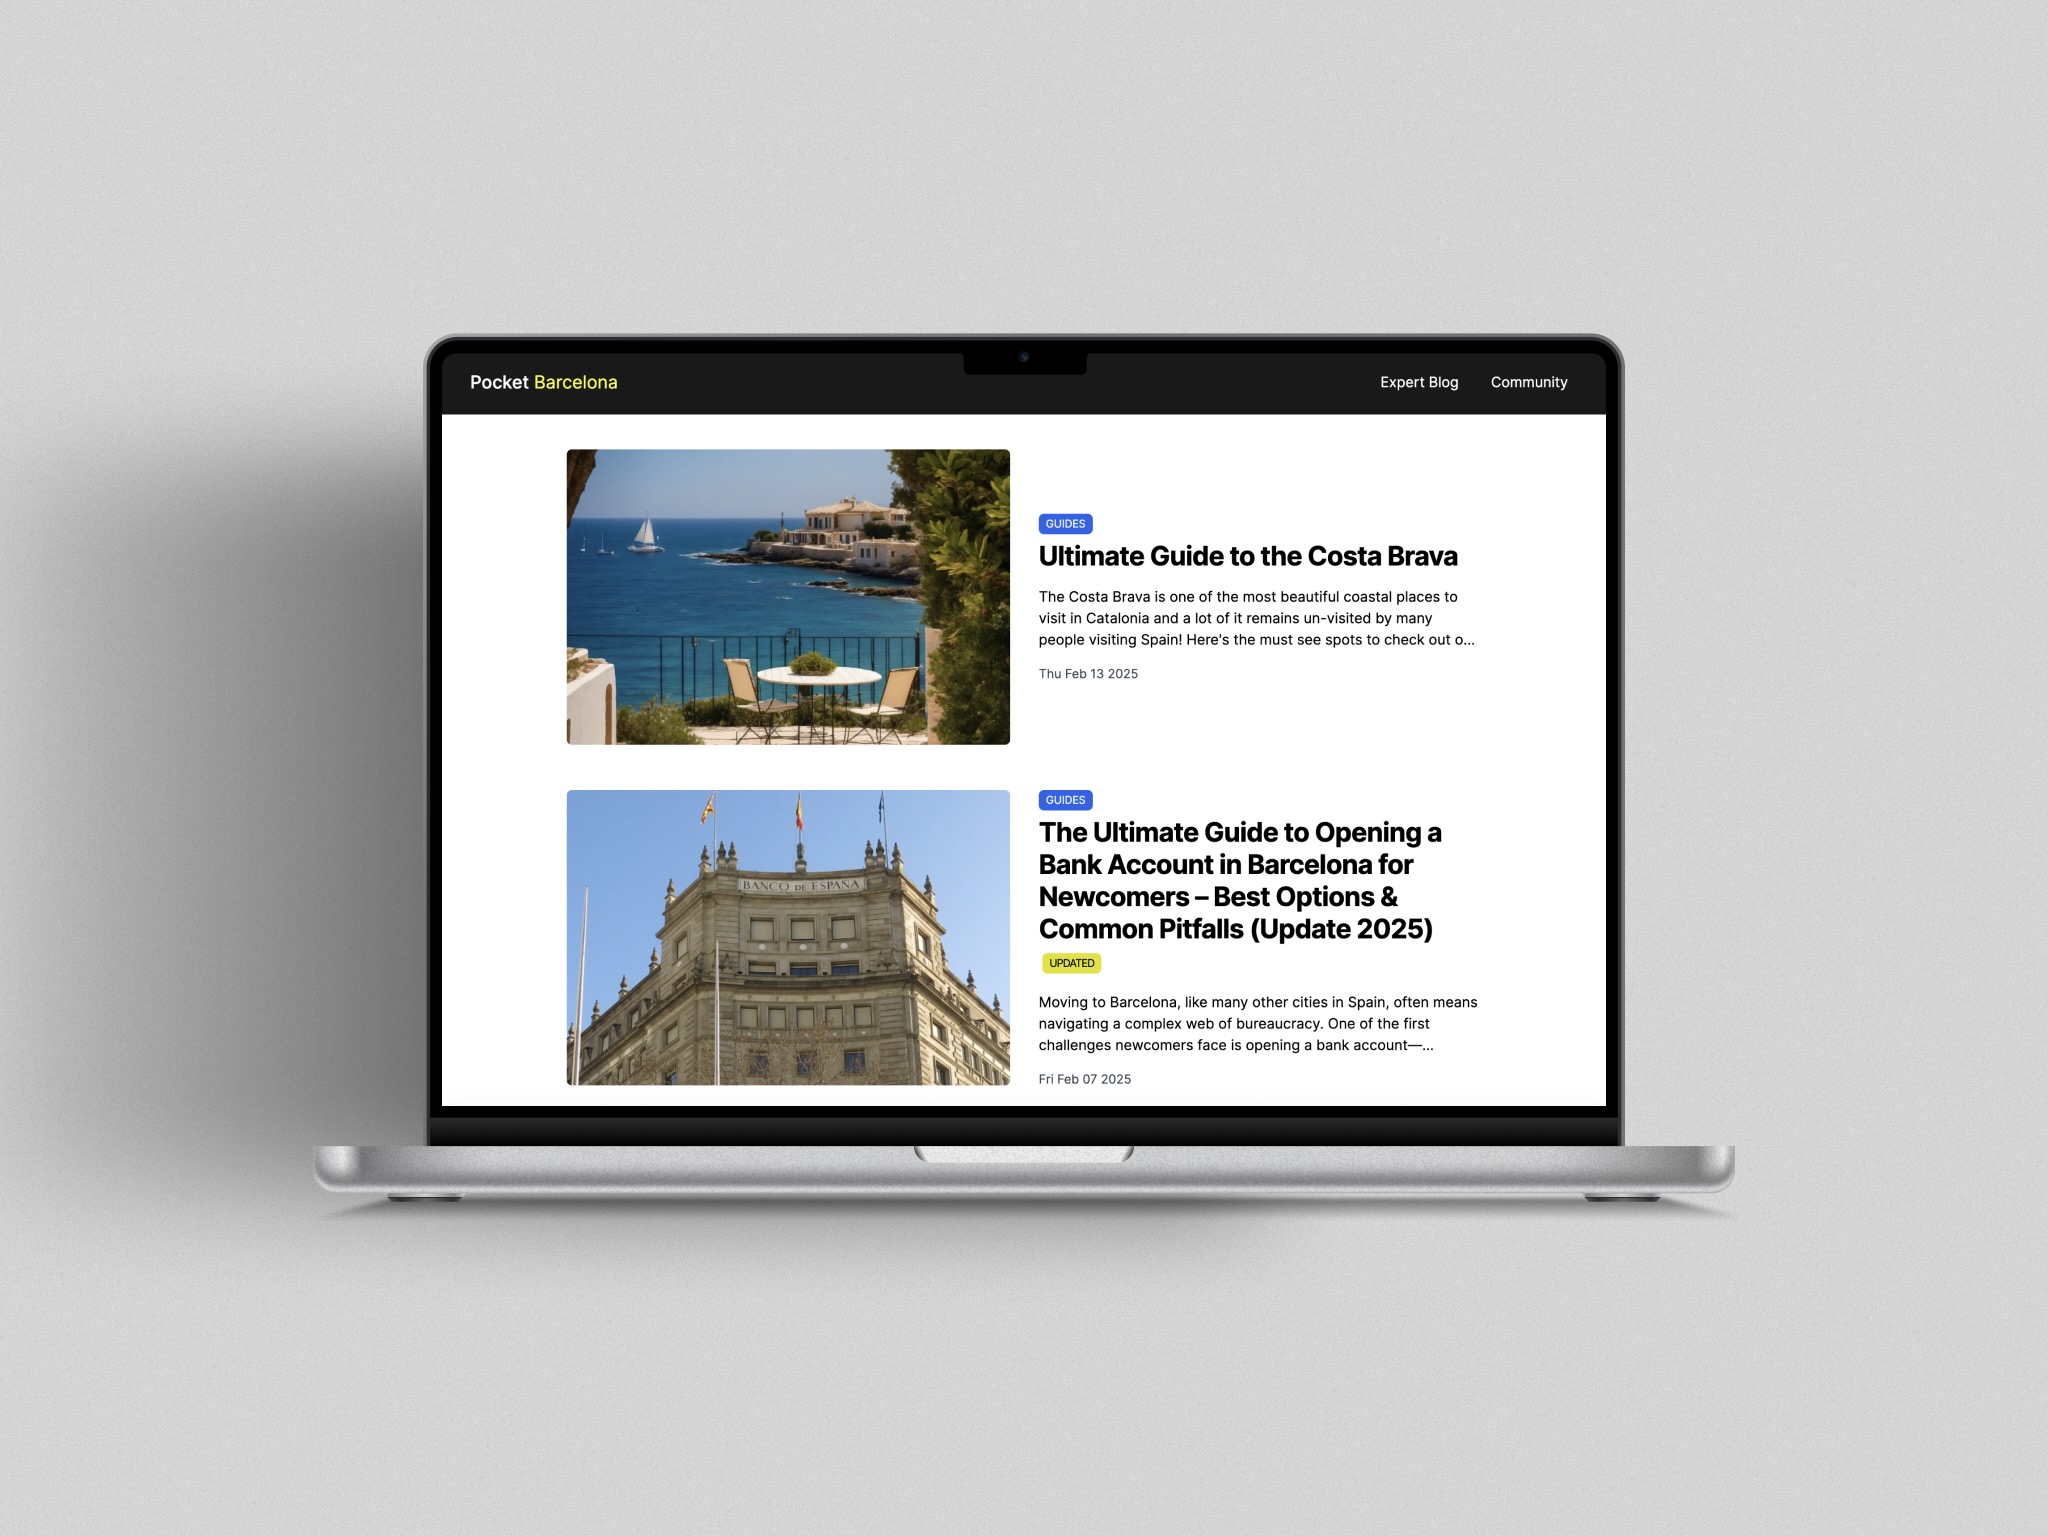 Pocket Barcelona
Expert Blog
Community
GUIDES
Ultimate Guide to the Costa Brava
The Costa Brava is one of the most beautiful coastal places to
visit in Catalonia and a lot of it remains un-visited by many
people visiting Spain! Here's the must see spots to check out o...
Thu Feb 13 2025
BANCO DE ESPAÑA
GUIDES
The Ultimate Guide to Opening a
Bank Account in Barcelona for
Newcomers – Best Options &
Common Pitfalls (Update 2025)
UPDATED
Moving to Barcelona, like many other cities in Spain, often means
navigating a complex web of bureaucracy. One of the first
challenges newcomers face is opening a bank account—...
Fri Feb 07 2025